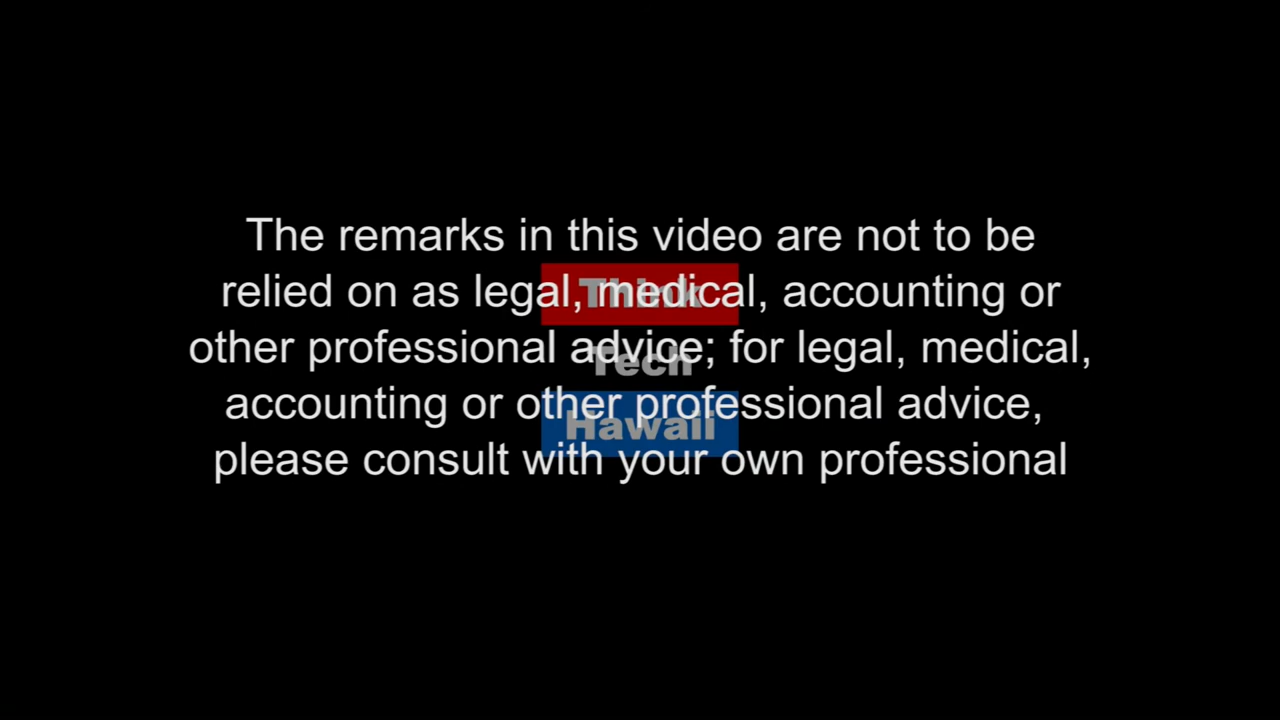 The remarks in this video are not to be
relied on as legal, medical, accounting or
other professional advice; for legal, medical,
accounting or other professional advice,
please consult with your own professional
Think
Tech
Hawaii